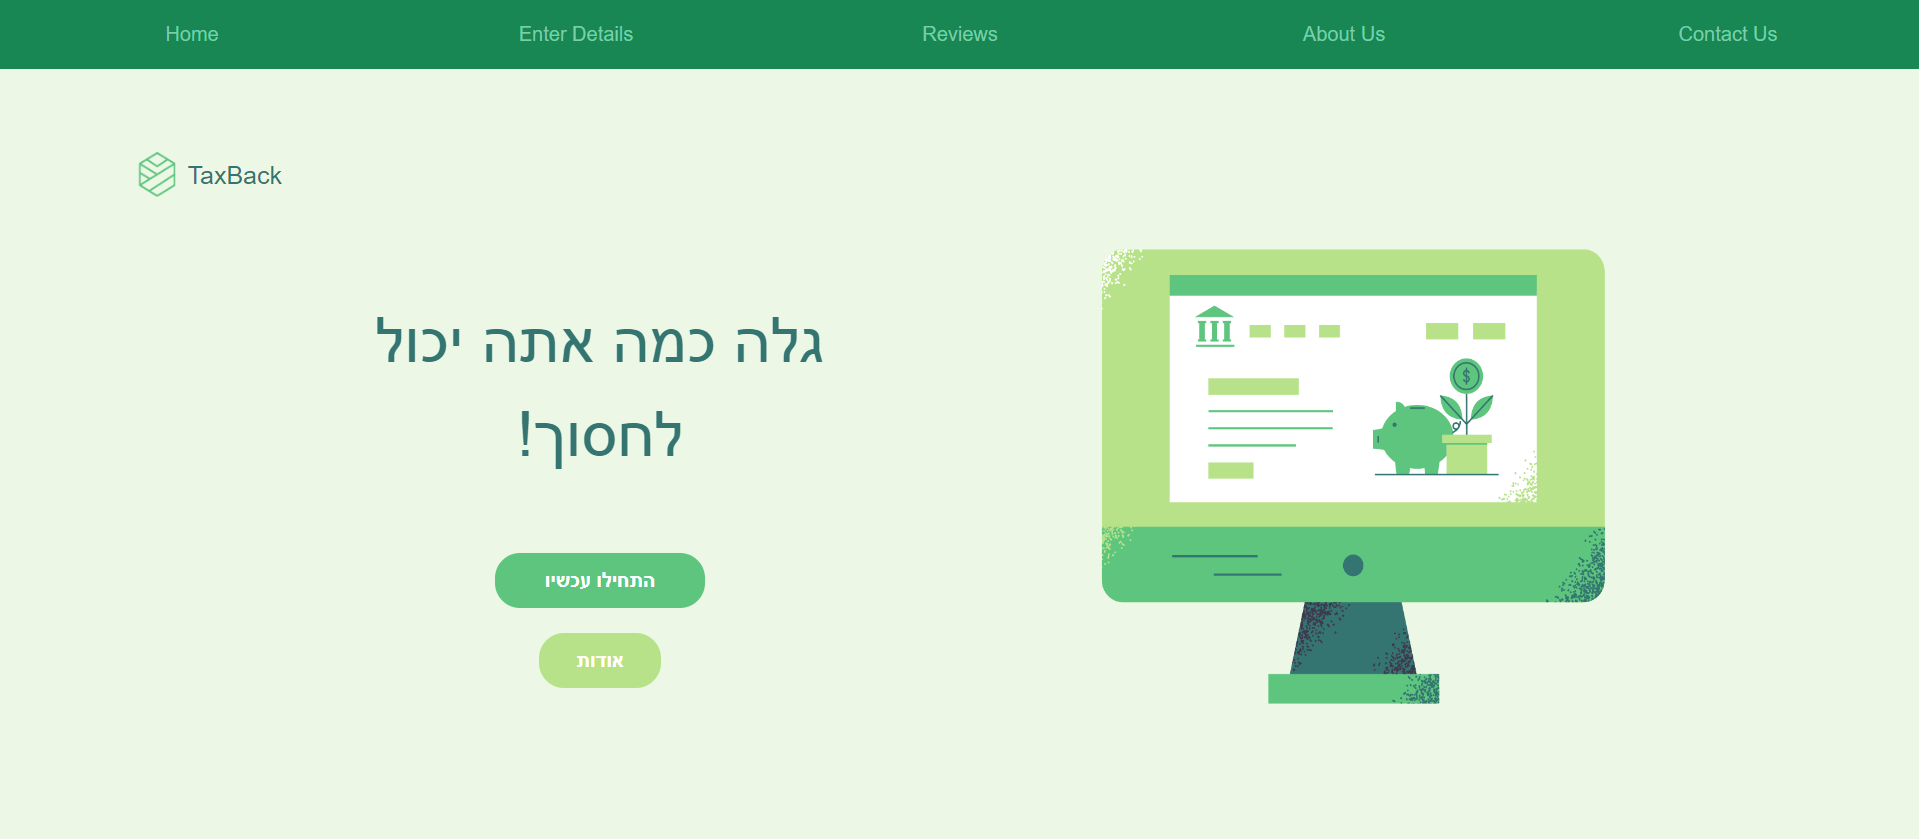 Home
Enter Details
Reviews
About Us
Contact Us
TaxBack
גלה כמה אתה יכול
לחסוך!
$
התחילו עכשיו
אודות